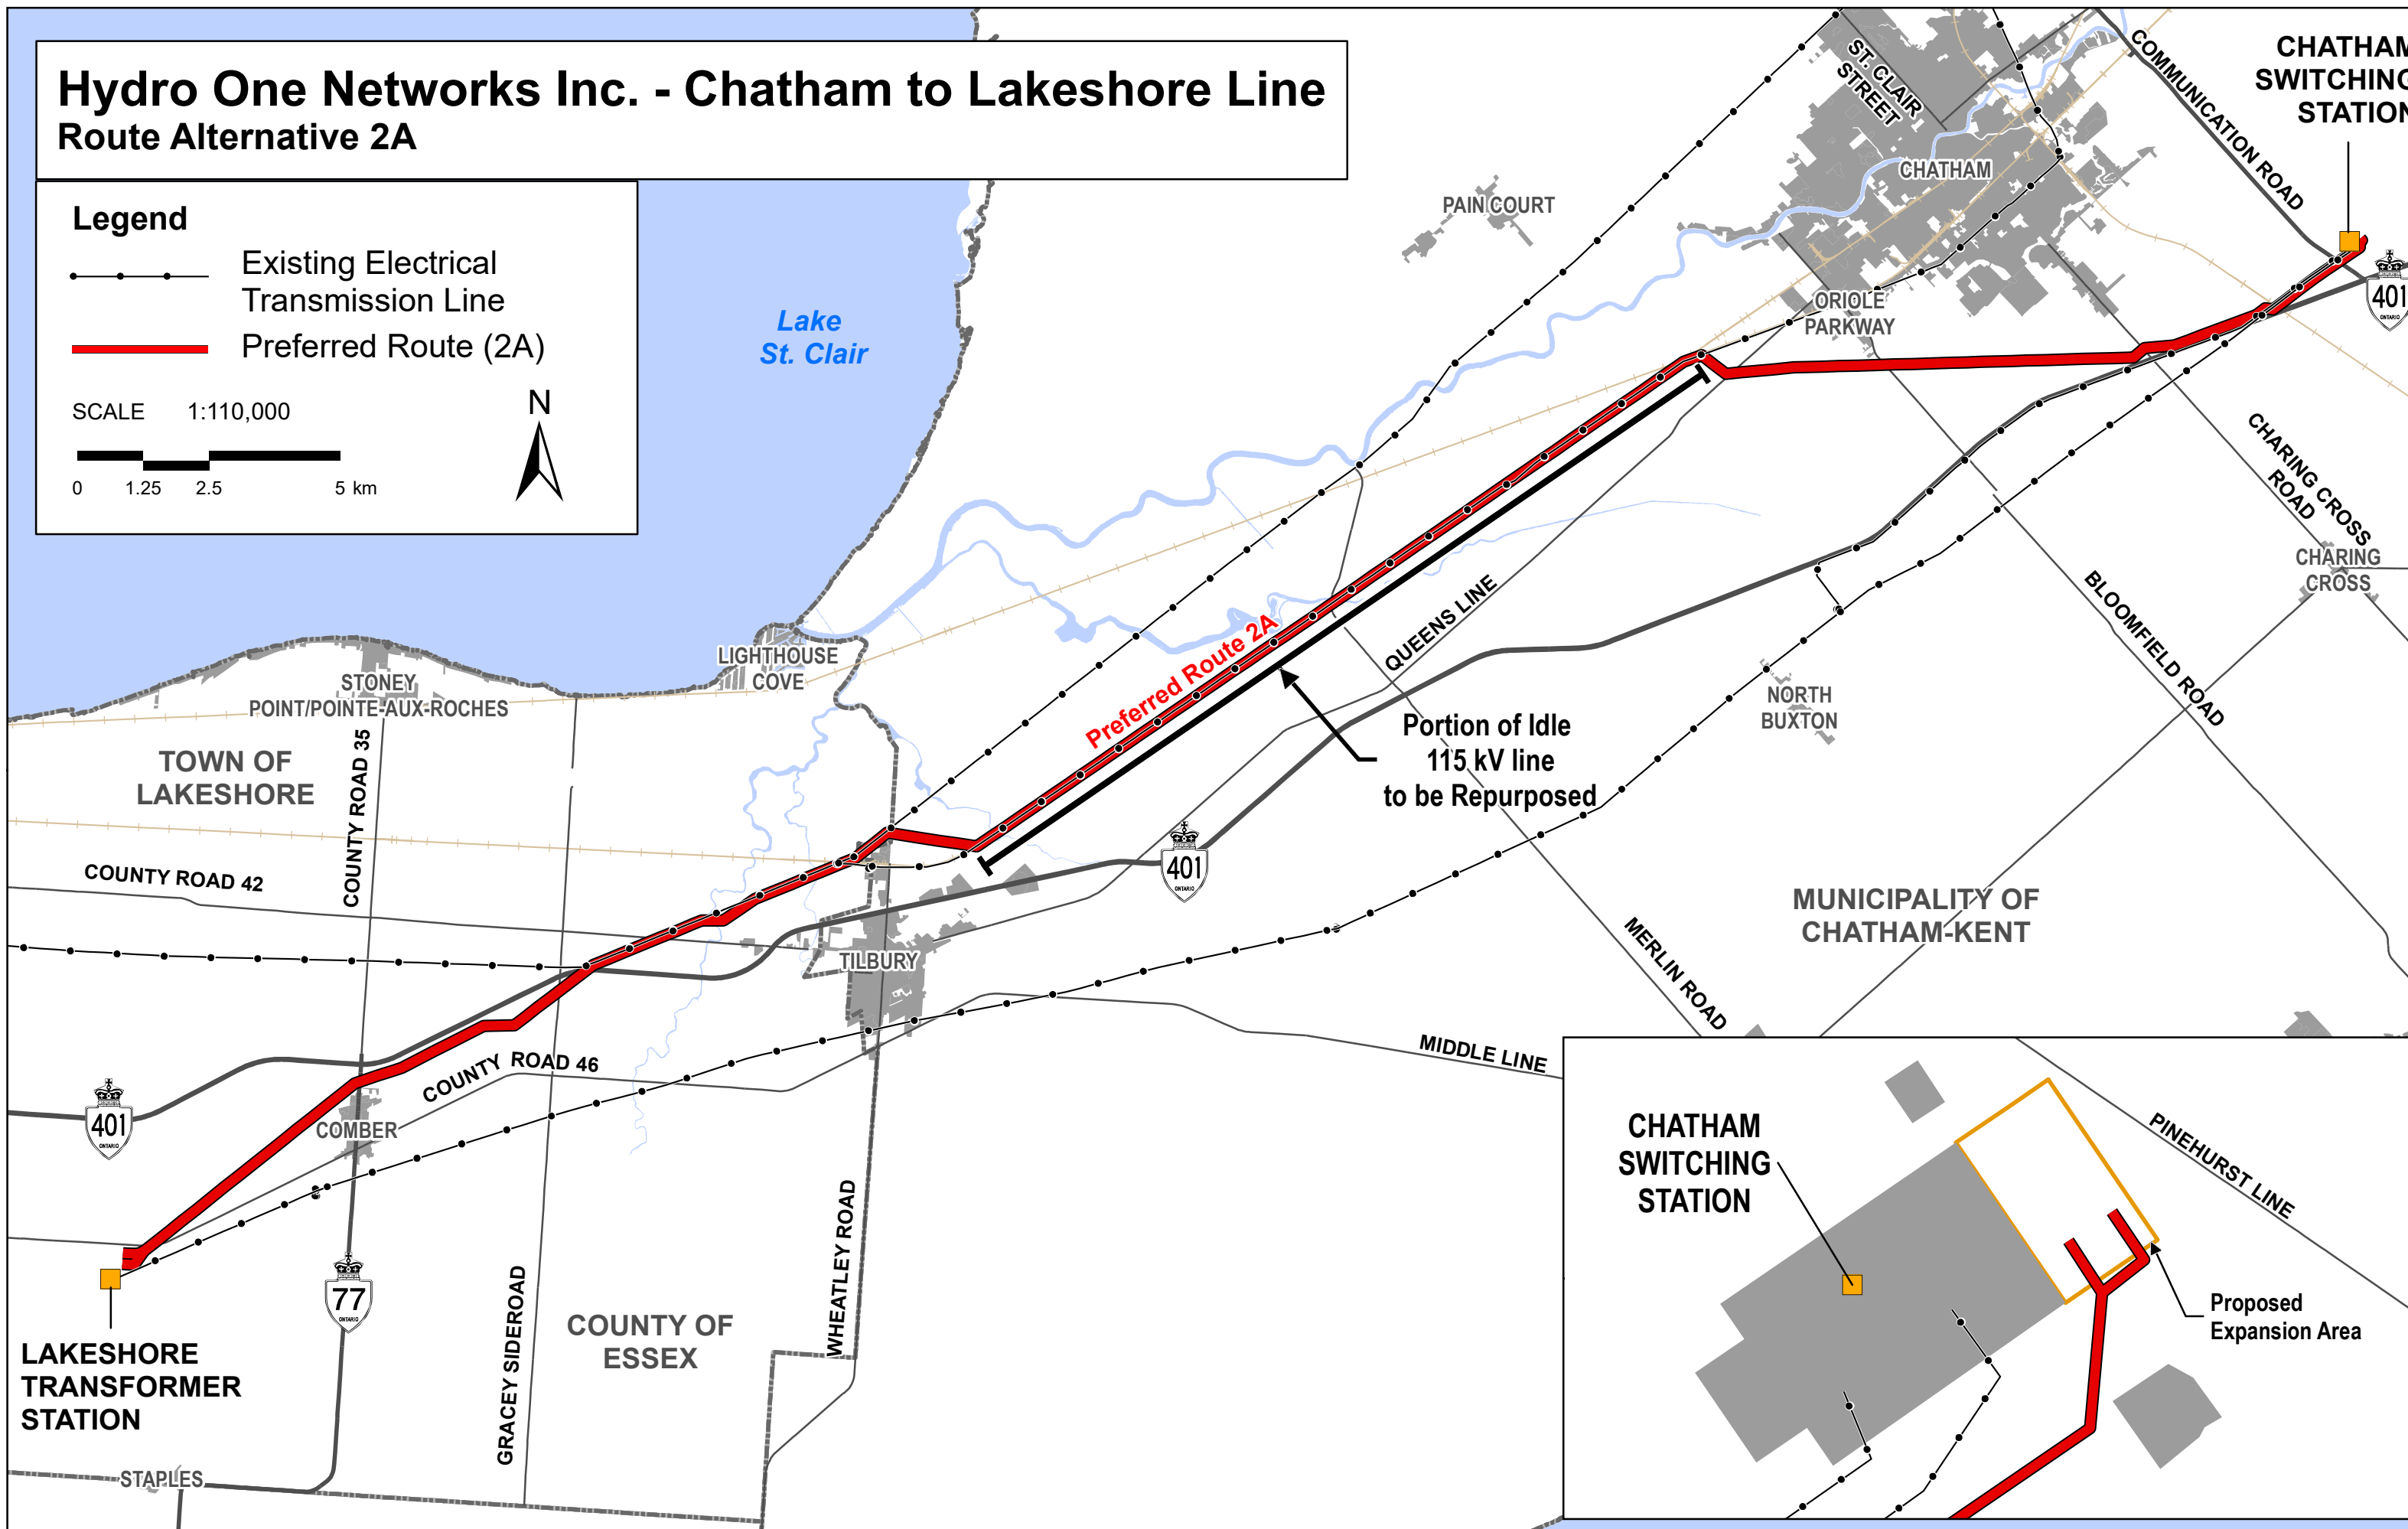 Hydro One Networks Inc. - Chatham to Lakeshore Line
Route Alternative 2A
Legend
Existing Electrical
Transmission Line
Preferred Route (2A)
SCALE 1:110,000
N
0 1.25 2.5 5 km
Lake
St. Clair
PAIN COURT
ST. CLAIR
STREET
CHATHAM
COMMUNICATION ROAD
CHATHAM
SWITCHING
STATION
401
ONTARIO
ORIOLE
PARKWAY
CHARING CROSS
ROAD
CHARING
CROSS
BLOOMFIELD ROAD
QUEENS LINE
Preferred Route 2A
LIGHTHOUSE
COVE
STONEY
POINT/POINTE-AUX-ROCHES
NORTH
BUXTON
Portion of Idle
115 kV line
to be Repurposed
TOWN OF
LAKESHORE
COUNTY ROAD 35
COUNTY ROAD 42
401
ONTARIO
MUNICIPALITY OF
CHATHAM-KENT
MERLIN ROAD
TILBURY
MIDDLE LINE
COUNTY ROAD 46
401
ONTARIO
COMBER
77
ONTARIO
WHEATLEY ROAD
GRACEY SIDEROAD
COUNTY OF
ESSEX
LAKESHORE
TRANSFORMER
STATION
STAPLES
CHATHAM
SWITCHING
STATION
PINEHURST LINE
Proposed
Expansion Area